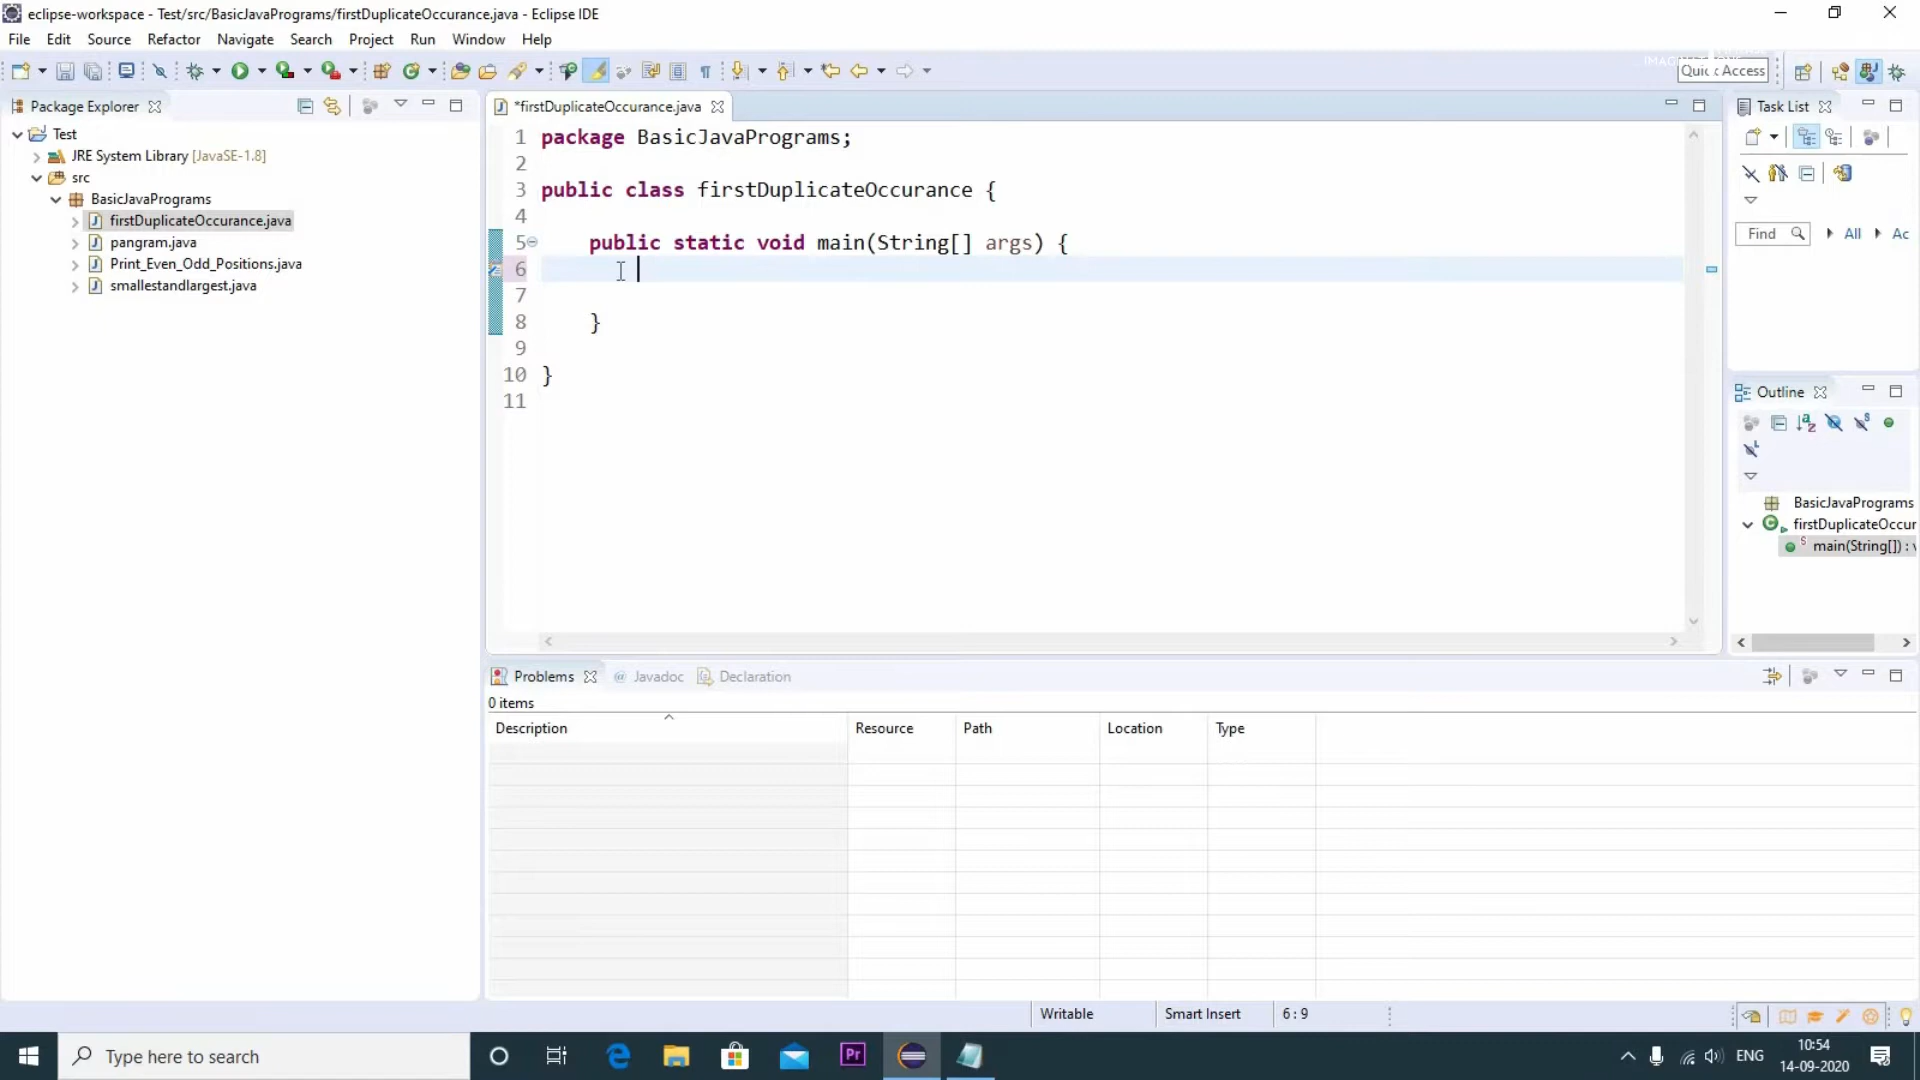 eclipse-workspace - Test/src/BasicJavaPrograms/firstDuplicateOccurance.java - Eclipse IDE
File Edit Source Refactor Navigate Search Project Run Window Help
Quick Access
Package Explorer
*firstDuplicateOccurance.java
Task List
Test
JRE System Library [JavaSE-1.8]
src
BasicJavaPrograms
firstDuplicateOccurance.java
pangram.java
Print_Even_Odd_Positions.java
smallestandlargest.java
1 package BasicJavaPrograms;
2
3 public class firstDuplicateOccurance {
4
5 public static void main(String[] args) {
6
7
8 }
9
10 }
11
Find All Ac
Outline
BasicJavaPrograms
firstDuplicateOccur
main(String[]) : v
Problems @ Javadoc Declaration
0 items
Description Resource Path Location Type
Writable Smart Insert 6 : 9
Type here to search
Pr
ENG
10:54
14-09-2020